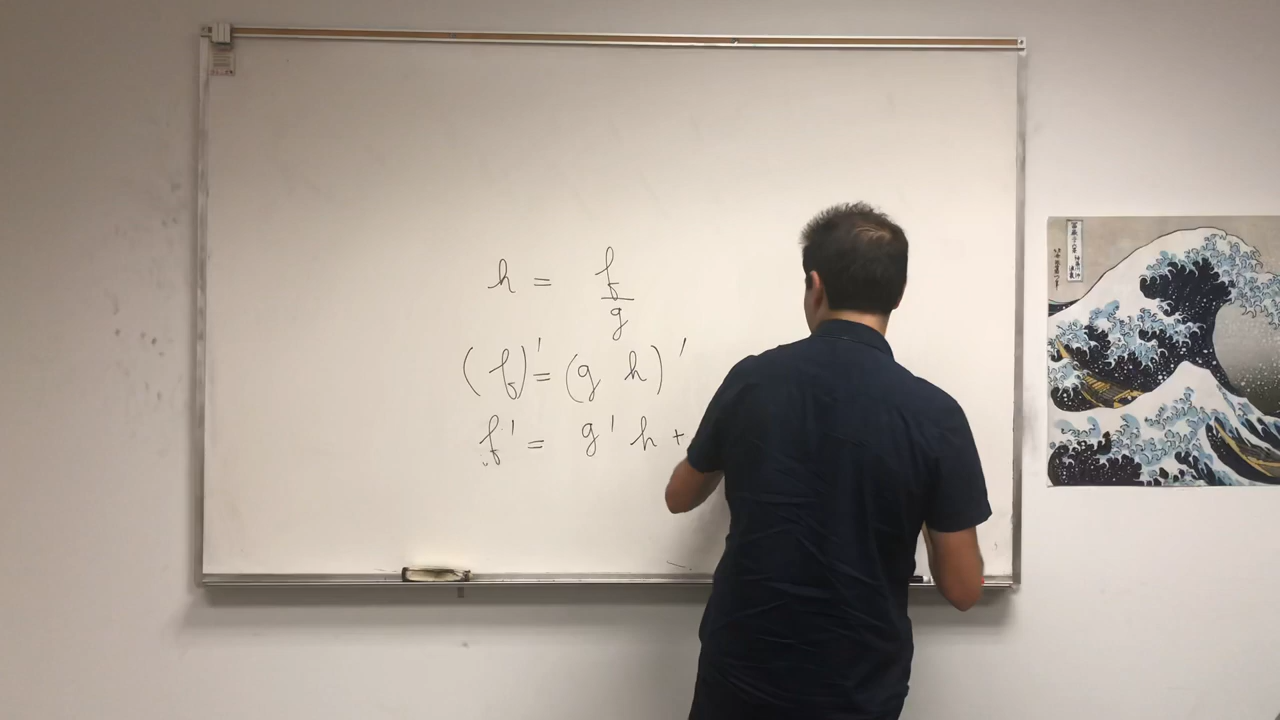 h = f/g
(f)' = (g h)'
f' = g' h +